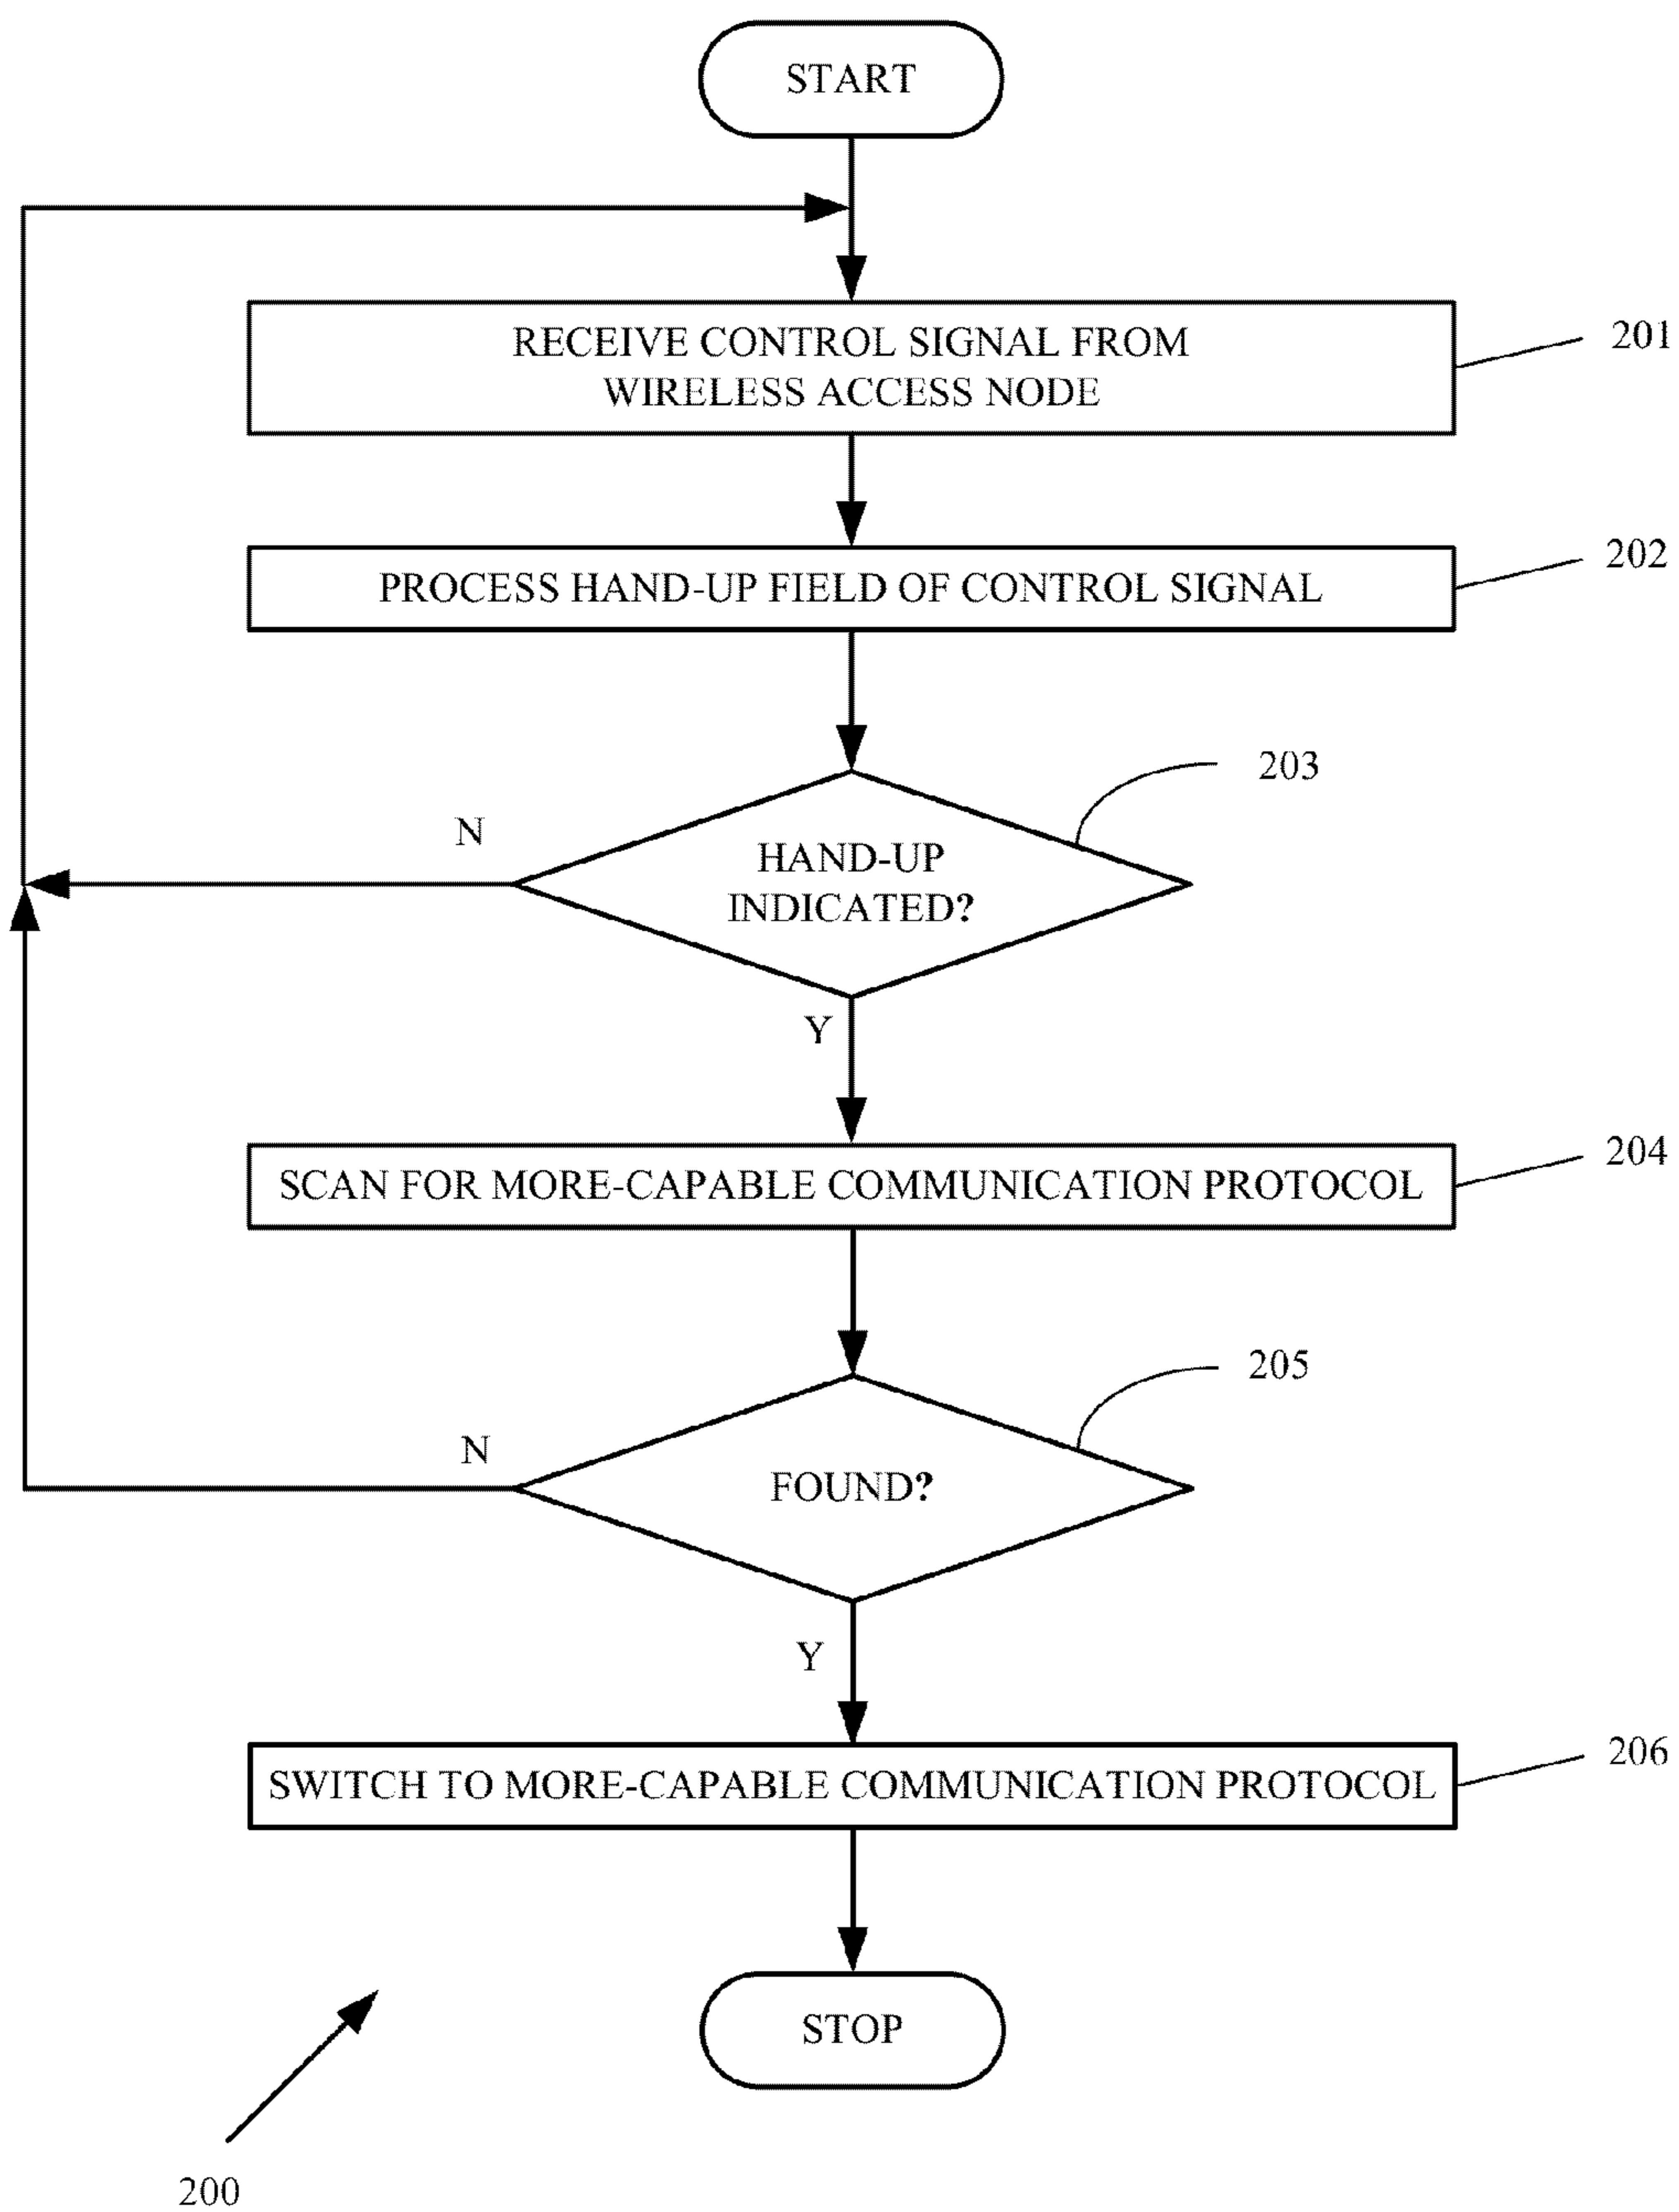 START
RECEIVE CONTROL SIGNAL FROM
WIRELESS ACCESS NODE
201
PROCESS HAND-UP FIELD OF CONTROL SIGNAL
202
203
N
HAND-UP
INDICATED?
Y
SCAN FOR MORE-CAPABLE COMMUNICATION PROTOCOL
204
205
N
FOUND?
Y
SWITCH TO MORE-CAPABLE COMMUNICATION PROTOCOL
206
STOP
200